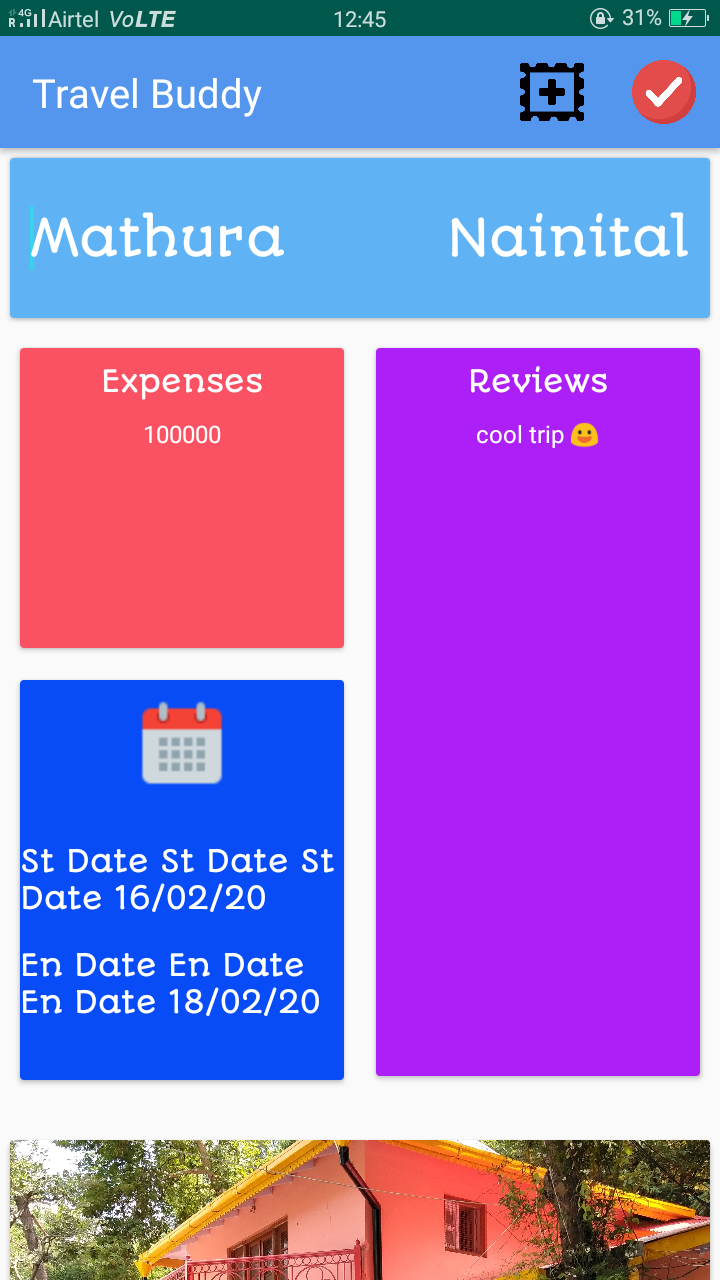 4G R Airtel VoLTE 12:45 31%
Travel Buddy
Mathura Nainital
Expenses
100000
Reviews
cool trip 😃
St Date St Date St
Date 16/02/20
En Date En Date
En Date 18/02/20